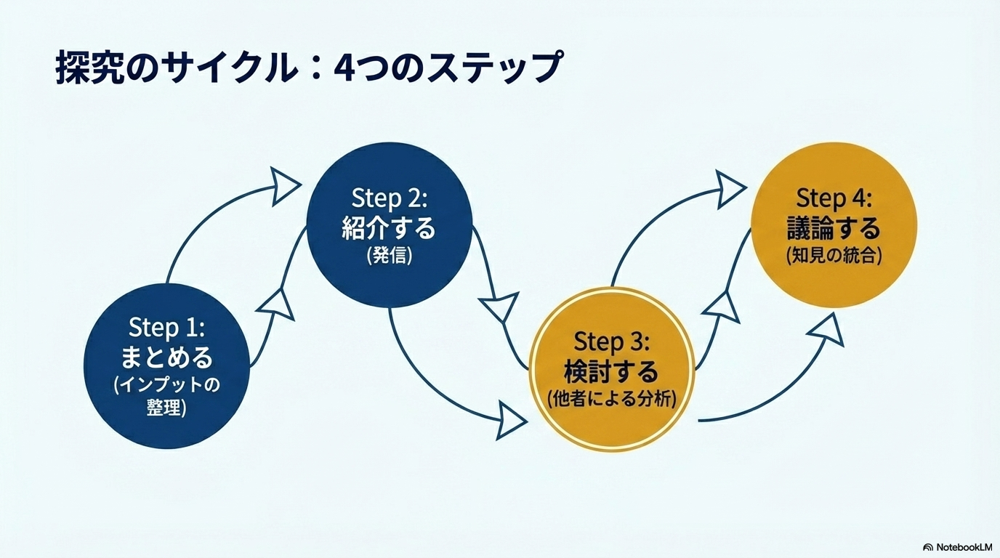 探究のサイクル：4つのステップ
Step 1:
まとめる
(インプットの
整理)
Step 2:
紹介する
(発信)
Step 3:
検討する
(他者による分析)
Step 4:
議論する
(知見の統合)
NotebookLM